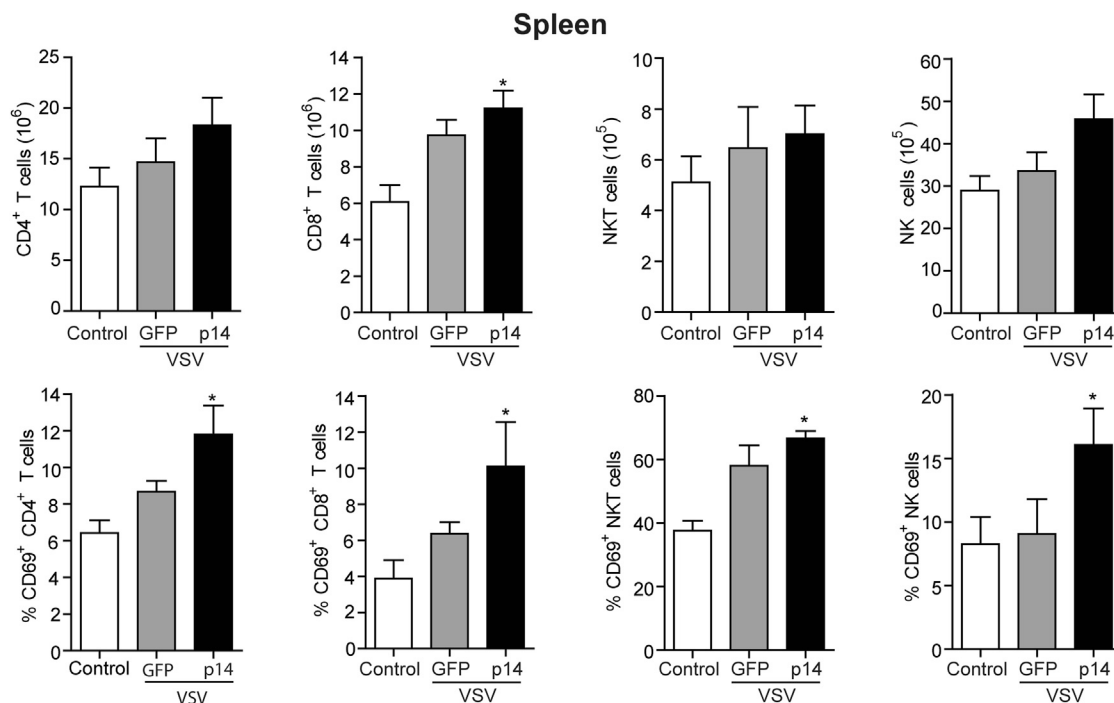 Spleen
CD4+ T cells (10^6)
25
20
15
10
5
0
Control
GFP
p14
VSV
CD8+ T cells (10^6)
14
12
10
8
6
4
2
0
*
Control
GFP
p14
VSV
NKT cells (10^5)
10
8
6
4
2
0
Control
GFP
p14
VSV
NK cells (10^5)
60
50
40
30
20
10
0
Control
GFP
p14
VSV
% CD69+ CD4+ T cells
14
12
10
8
6
4
2
0
*
Control
GFP
p14
VSV
% CD69+ CD8+ T cells
14
12
10
8
6
4
2
0
*
Control
GFP
p14
VSV
% CD69+ NKT cells
80
60
40
40
0
*
Control
GFP
p14
VSV
% CD69+ NK cells
20
15
10
5
0
*
Control
GFP
p14
VSV